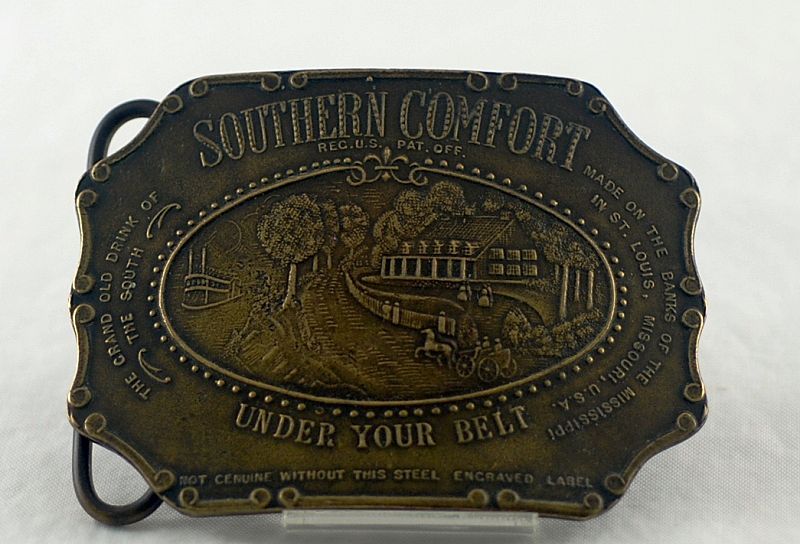 SOUTHERN COMFORT
REG. U.S. PAT. OFF.
THE GRAND OLD DRINK OF
THE SOUTH
MADE ON THE BANKS OF THE MISSISSIPPI
IN ST. LOUIS, MISSOURI, U.S.A.
UNDER YOUR BELT
NOT GENUINE WITHOUT THIS STEEL ENGRAVED LABEL